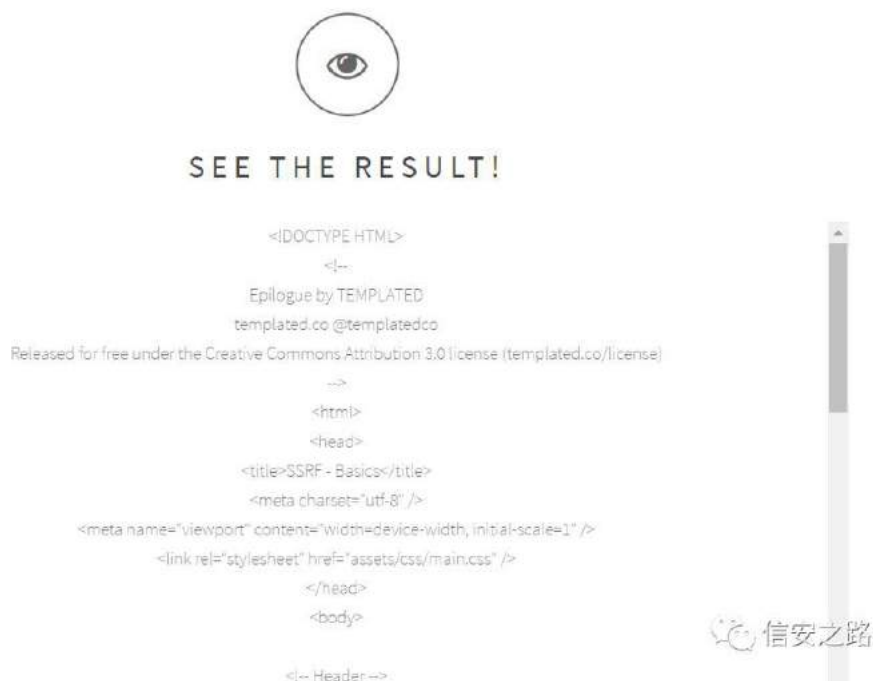 SEE THE RESULT!
<!DOCTYPE HTML>
<!--
Epilogue by TEMPLATED
templated.co @templatedco
Released for free under the Creative Commons Attribution 3.0 license (templated.co/license)
-->
<html>
<head>
<title>SSRF - Basics</title>
<meta charset="utf-8" />
<meta name="viewport" content="width=device-width, initial-scale=1" />
<link rel="stylesheet" href="assets/css/main.css" />
</head>
<body>
信安之路
<!-- Header -->